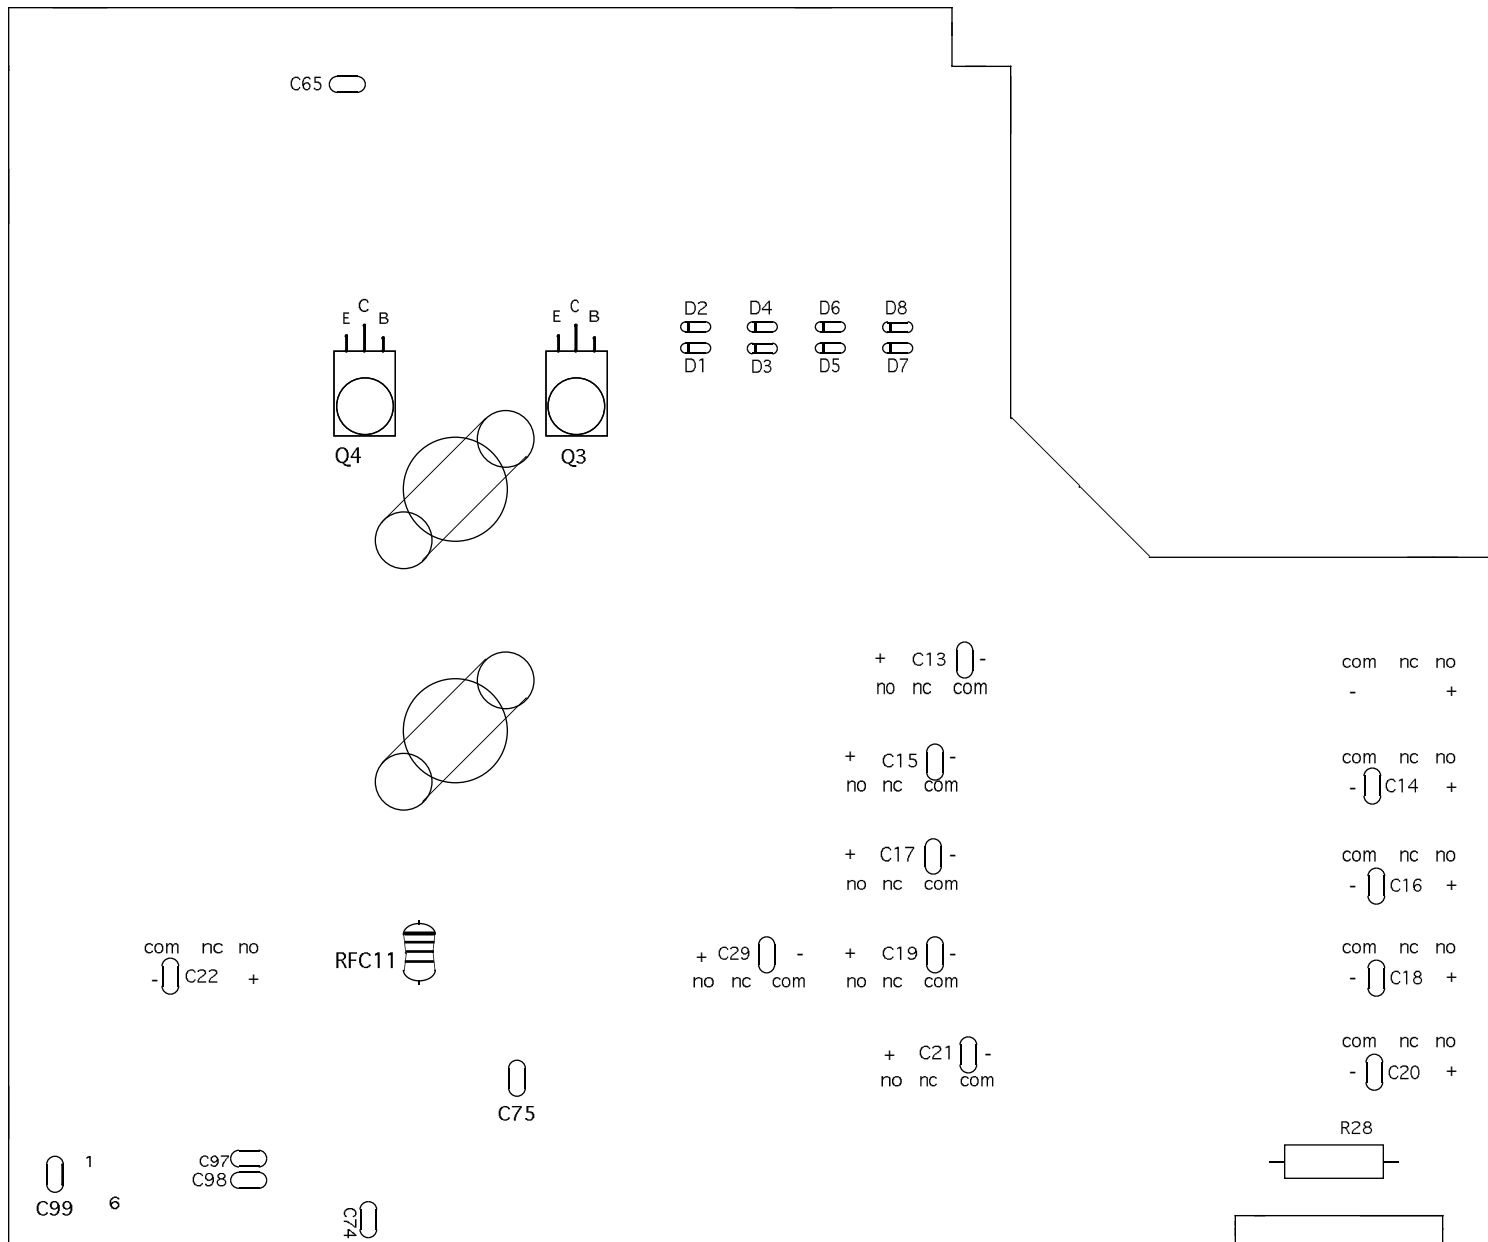 C65
C C
E B E B
D2 D4 D6 D8
D1 D3 D5 D7
Q4 Q3
+ C13 -
no nc com
com nc no
- +
+ C15 -
no nc com
com nc no
- C14 +
+ C17 -
no nc com
com nc no
- C16 +
com nc no
- C22 +
RFC11
+ C29 -
no nc com
+ C19 -
no nc com
com nc no
- C18 +
+ C21 -
no nc com
com nc no
- C20 +
C75
R28
1
6
C99
C97
C98
C74